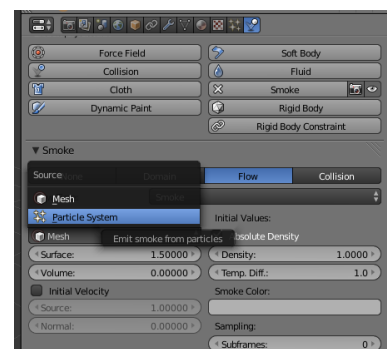 Force Field Soft Body
Collision Fluid
Cloth Smoke
Dynamic Paint Rigid Body
Rigid Body Constraint
Smoke
Source None Domain Flow Collision
Mesh Smoke
Particle System Initial Values:
Mesh Emit smoke from particles Absolute Density
Surface: 1.50000 Density: 1.0000
Volume: 0.00000 Temp. Diff.: 1.0
Initial Velocity Smoke Color:
Source: 1.00000
Normal: 0.00000 Sampling:
Subframes: 0